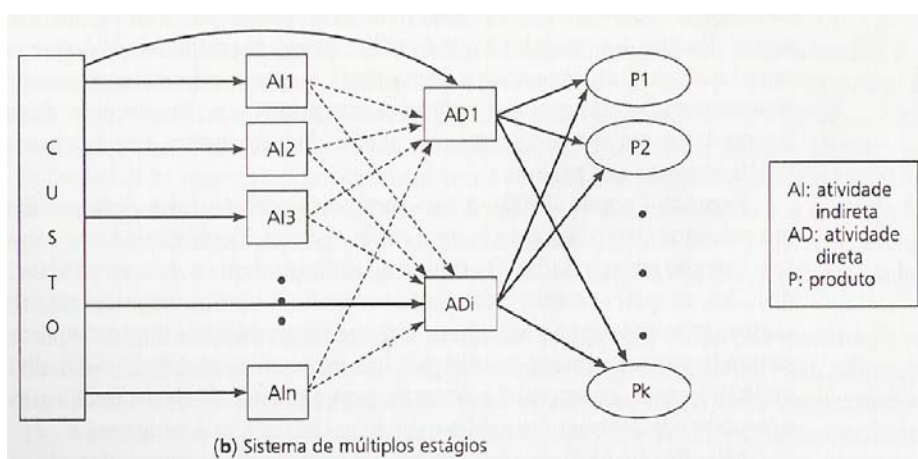 C
U
S
T
O
AI1
AI2
AI3
AIn
AD1
ADi
P1
P2
Pk
AI: atividade
indireta
AD: atividade
direta
P: produto
(b) Sistema de múltiplos estágios